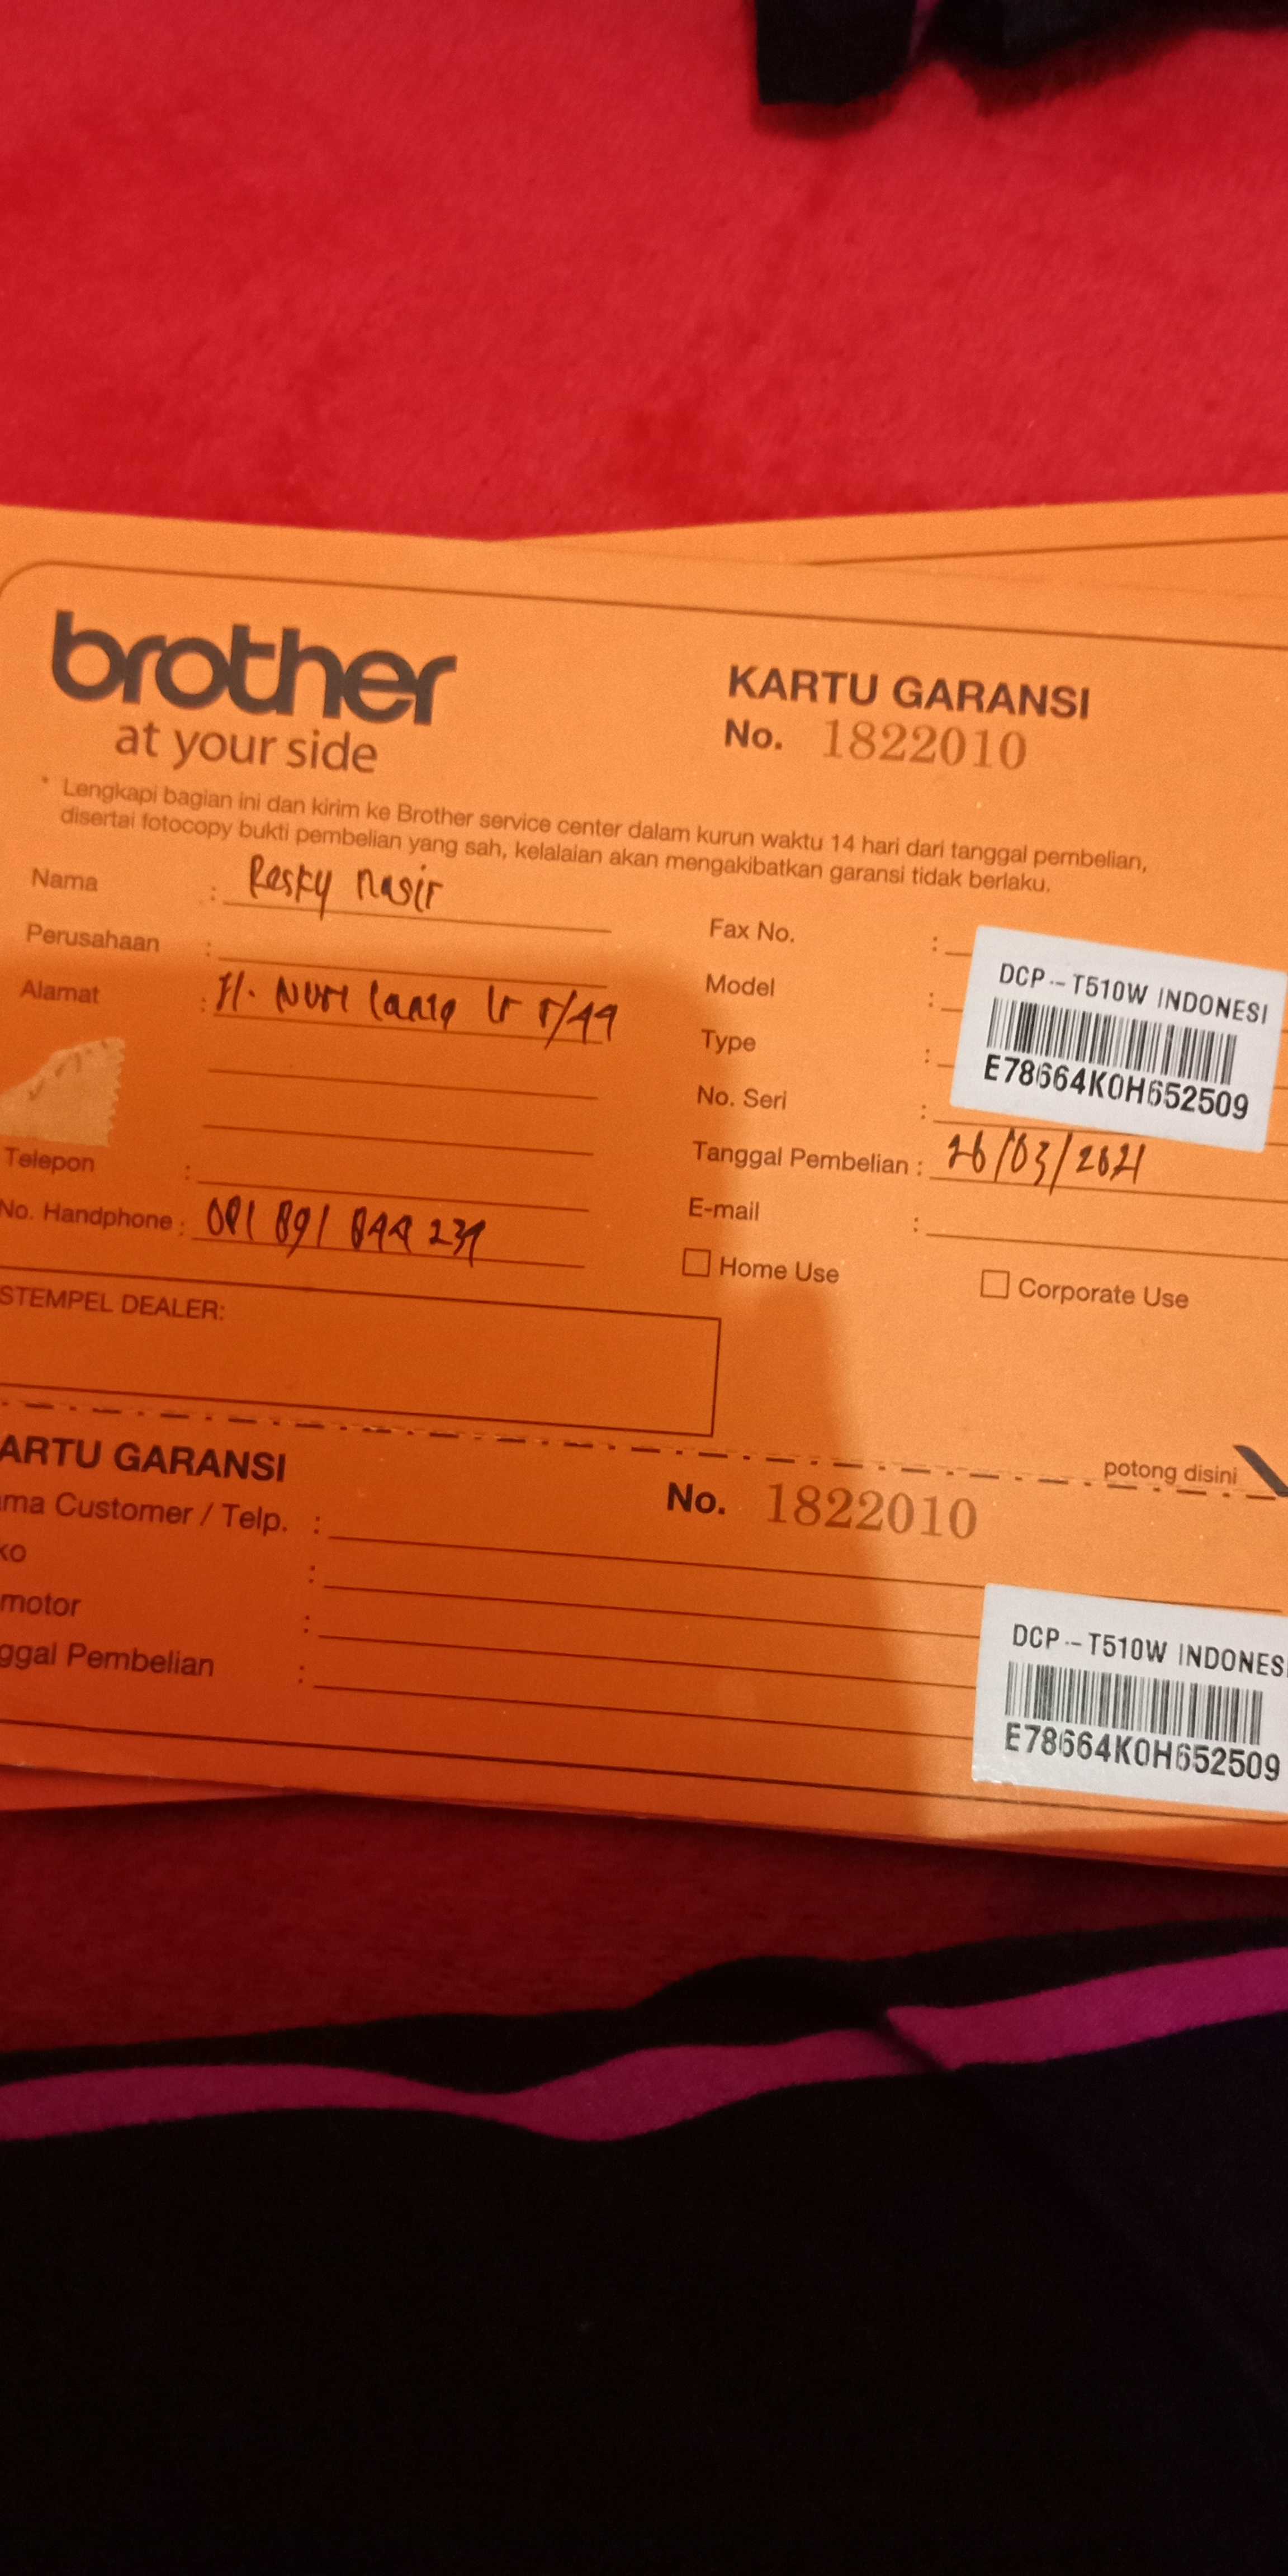 brother
at your side
KARTU GARANSI
No. 1822010
* Lengkapi bagian ini dan kirim ke Brother service center dalam kurun waktu 14 hari dari tanggal pembelian,
disertai fotocopy bukti pembelian yang sah, kelalaian akan mengakibatkan garansi tidak berlaku.
Nama : Resky nasir
Perusahaan :
Alamat : Jl. Nuri lama lr
Telepon :
No. Handphone : 081 891 844 231
Fax No. :
Model :
Type :
No. Seri :
DCP-T510W INDONESI
E78664K0H652509
Tanggal Pembelian : 26/03/2021
E-mail :
Home Use
Corporate Use
STEMPEL DEALER:
potong disini
ARTU GARANSI
No. 1822010
ma Customer / Telp. :
ko :
motor :
ggal Pembelian :
DCP-T510W INDONES
E78664K0H652509